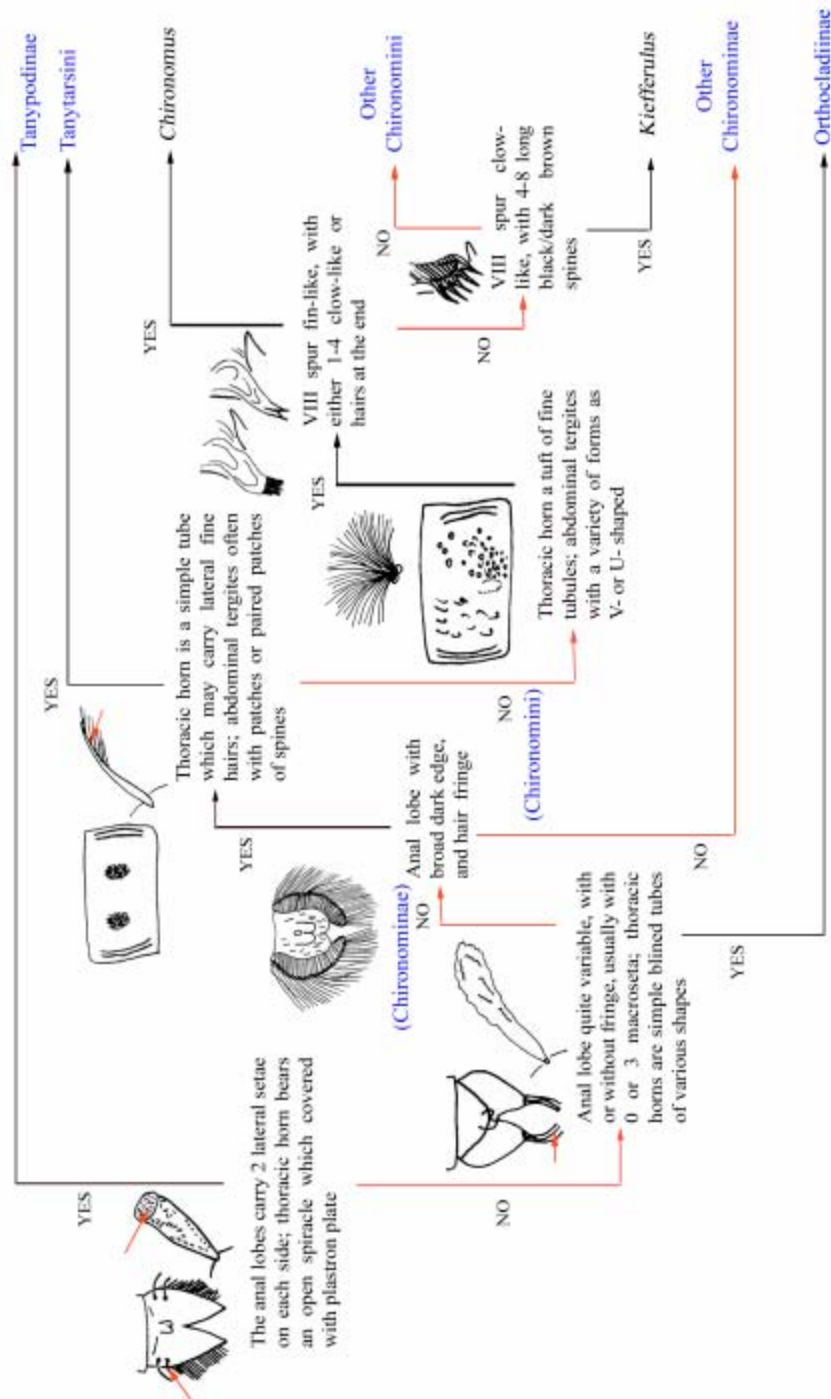 The anal lobes carry 2 lateral setae
on each side; thoracic horn bears
an open spiracle which covered
with plastron plate
YES
Tanypodinae
NO
Anal lobe quite variable, with
or without fringe, usually with
0 or 3 macroseta; thoracic
horns are simple blined tubes
of various shapes
YES
Orthocladiinae
NO
(Chironominae)
Anal lobe with
broad dark edge,
and hair fringe
YES
NO
Other
Chironominae
Thoracic horn is a simple tube
which may carry lateral fine
hairs; abdominal tergites often
with patches or paired patches
of spines
YES
Tanytarsini
NO
(Chironomini)
Thoracic horn a tuft of fine
tubules; abdominal tergites
with a variety of forms as
V- or U- shaped
YES
VIII spur fin-like, with
either 1-4 clow-like or
hairs at the end
YES
Chironomus
NO
VIII spur clow-
like, with 4-8 long
black/dark brown
spines
NO
Other
Chironomini
YES
Kiefferulus